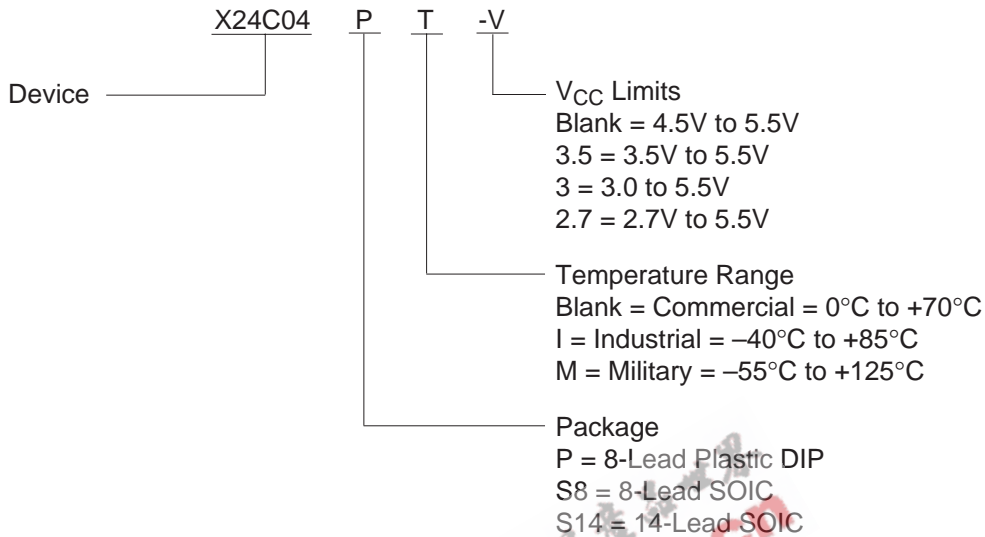 X24C04 P T -V
Device
VCC Limits
Blank = 4.5V to 5.5V
3.5 = 3.5V to 5.5V
3 = 3.0 to 5.5V
2.7 = 2.7V to 5.5V
Temperature Range
Blank = Commercial = 0°C to +70°C
I = Industrial = –40°C to +85°C
M = Military = –55°C to +125°C
Package
P = 8-Lead Plastic DIP
S8 = 8-Lead SOIC
S14 = 14-Lead SOIC